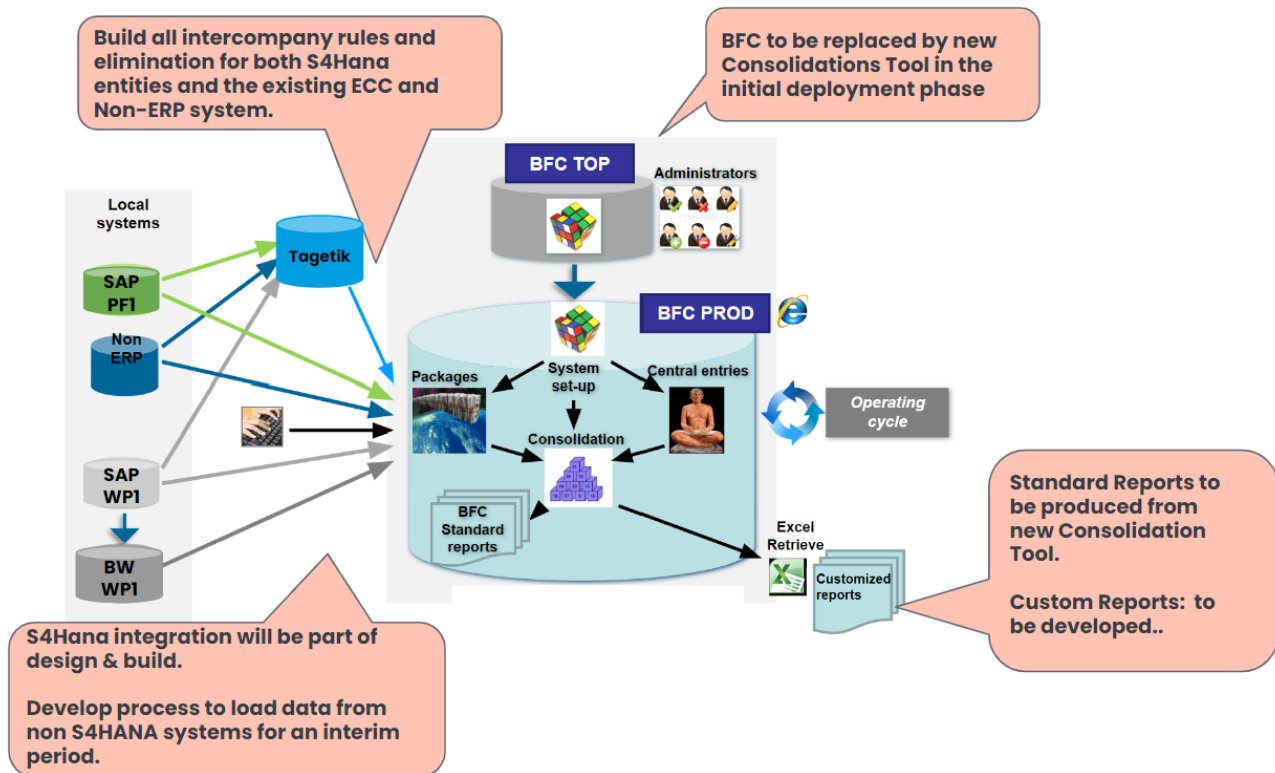 Build all intercompany rules and
elimination for both S4Hana
entities and the existing ECC and
Non-ERP system.
BFC to be replaced by new
Consolidations Tool in the
initial deployment phase
BFC TOP
Administrators
Local
systems
Tagetik
SAP
PF1
Non
ERP
BFC PROD
System
set-up
Packages
Central entries
Consolidation
Operating
cycle
SAP
WP1
BFC
Standard
reports
BW
WP1
Excel
Retrieve
Customized
reports
Standard Reports to
be produced from
new Consolidation
Tool.
Custom Reports: to
be developed..
S4Hana integration will be part of
design & build.
Develop process to load data from
non S4HANA systems for an interim
period.